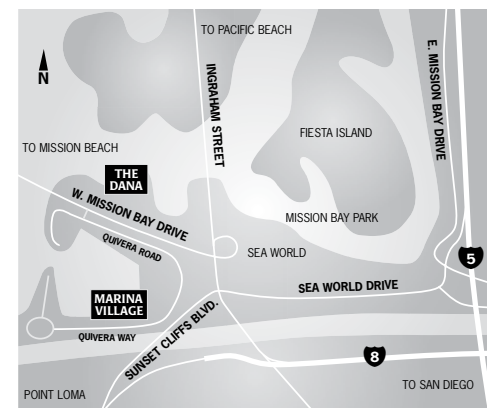 TO PACIFIC BEACH
N
INGRAHAM STREET
E. MISSION BAY DRIVE
FIESTA ISLAND
TO MISSION BEACH
THE
DANA
W. MISSION BAY DRIVE
MISSION BAY PARK
QUIVERA ROAD
SEA WORLD
5
SEA WORLD DRIVE
MARINA
VILLAGE
SUNSET CLIFFS BLVD.
QUIVERA WAY
8
TO SAN DIEGO
POINT LOMA